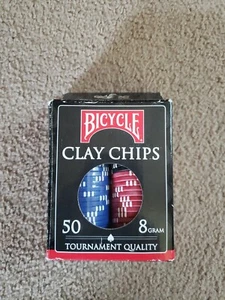 BICYCLE
CLAY CHIPS
50 8 GRAM
TOURNAMENT QUALITY